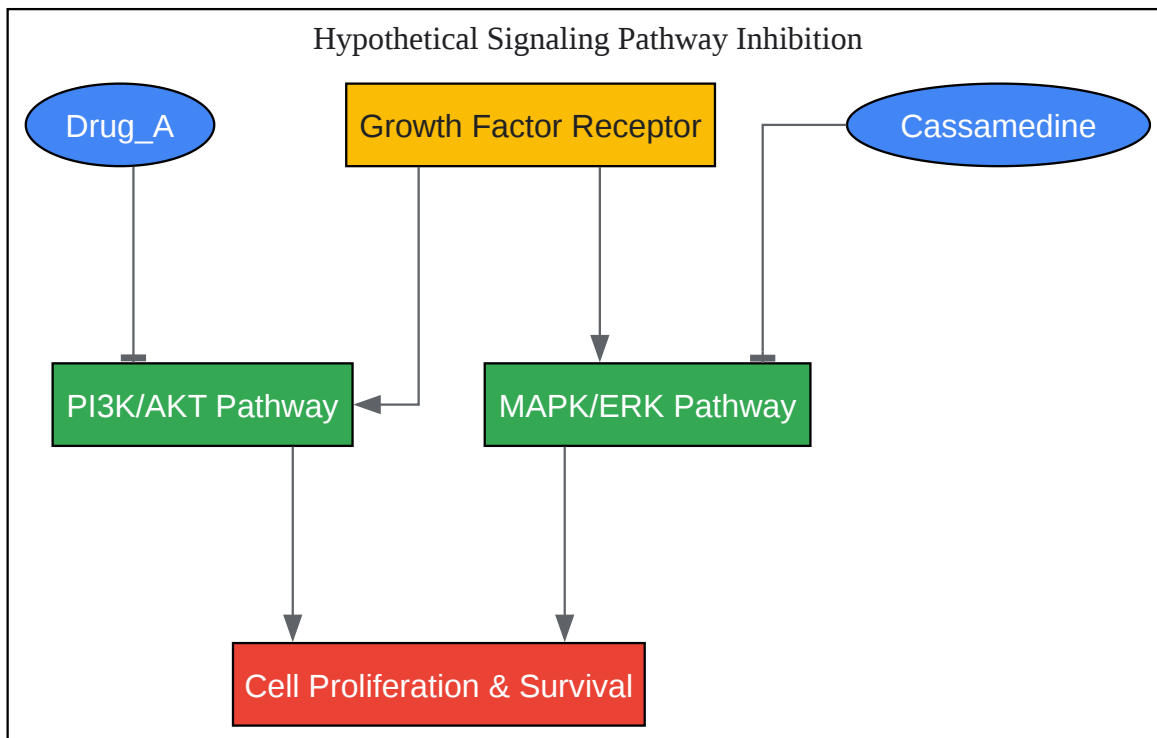 Hypothetical Signaling Pathway Inhibition
Drug_A
Growth Factor Receptor
Cassamedine
PI3K/AKT Pathway
MAPK/ERK Pathway
Cell Proliferation & Survival